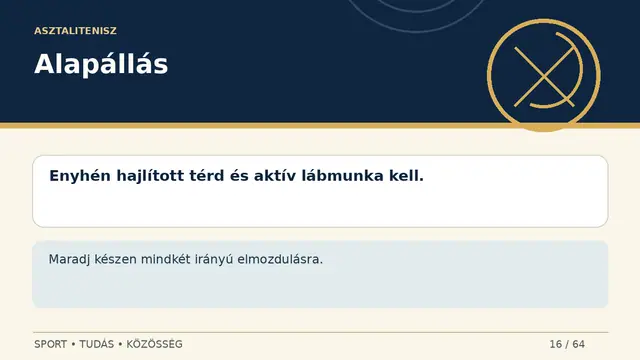 ASZTALITENISZ
Alapállás
Enyhén hajlított térd és aktív lábmunka kell.
Maradj készen mindkét irányú elmozdulásra.
SPORT • TUDÁS • KÖZÖSSÉG
16 / 64